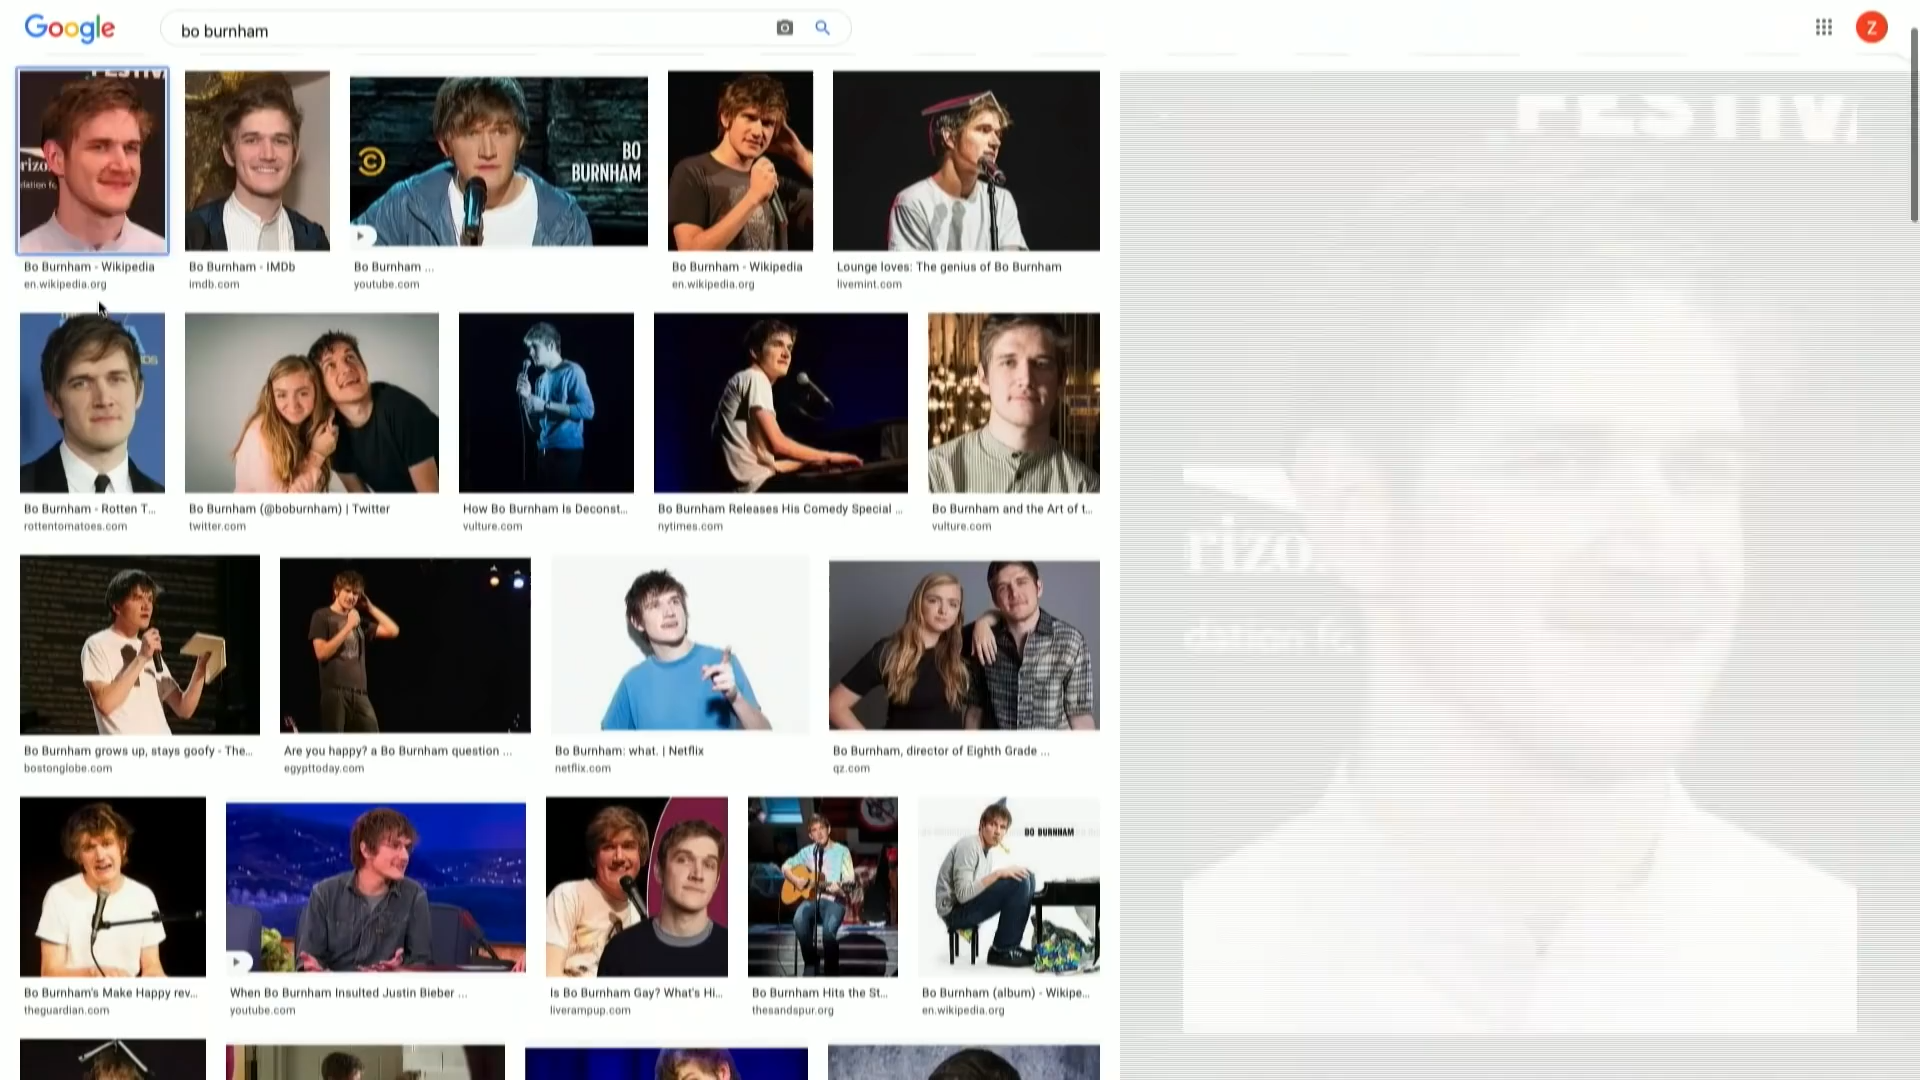 Google
bo burnham
Z
FESTIVA
rizo.
dation fo
BO
BURNHAM
Bo Burnham - Wikipedia
en.wikipedia.org
Bo Burnham - IMDb
imdb.com
Bo Burnham ...
youtube.com
Bo Burnham - Wikipedia
en.wikipedia.org
Lounge loves: The genius of Bo Burnham
livemint.com
Bo Burnham - Rotten T...
rottentomatoes.com
Bo Burnham (@boburnham) | Twitter
twitter.com
How Bo Burnham Is Deconst...
vulture.com
Bo Burnham Releases His Comedy Special ...
nytimes.com
Bo Burnham and the Art of t...
vulture.com
Bo Burnham grows up, stays goofy - The...
bostonglobe.com
Are you happy? a Bo Burnham question ...
egypttoday.com
Bo Burnham: what. | Netflix
netflix.com
Bo Burnham, director of Eighth Grade ...
qz.com
BO BURNHAM
Bo Burnham's Make Happy rev...
theguardian.com
When Bo Burnham Insulted Justin Bieber ...
youtube.com
Is Bo Burnham Gay? What's Hi...
liverampup.com
Bo Burnham Hits the St...
thesandspur.org
Bo Burnham (album) - Wikipe...
en.wikipedia.org